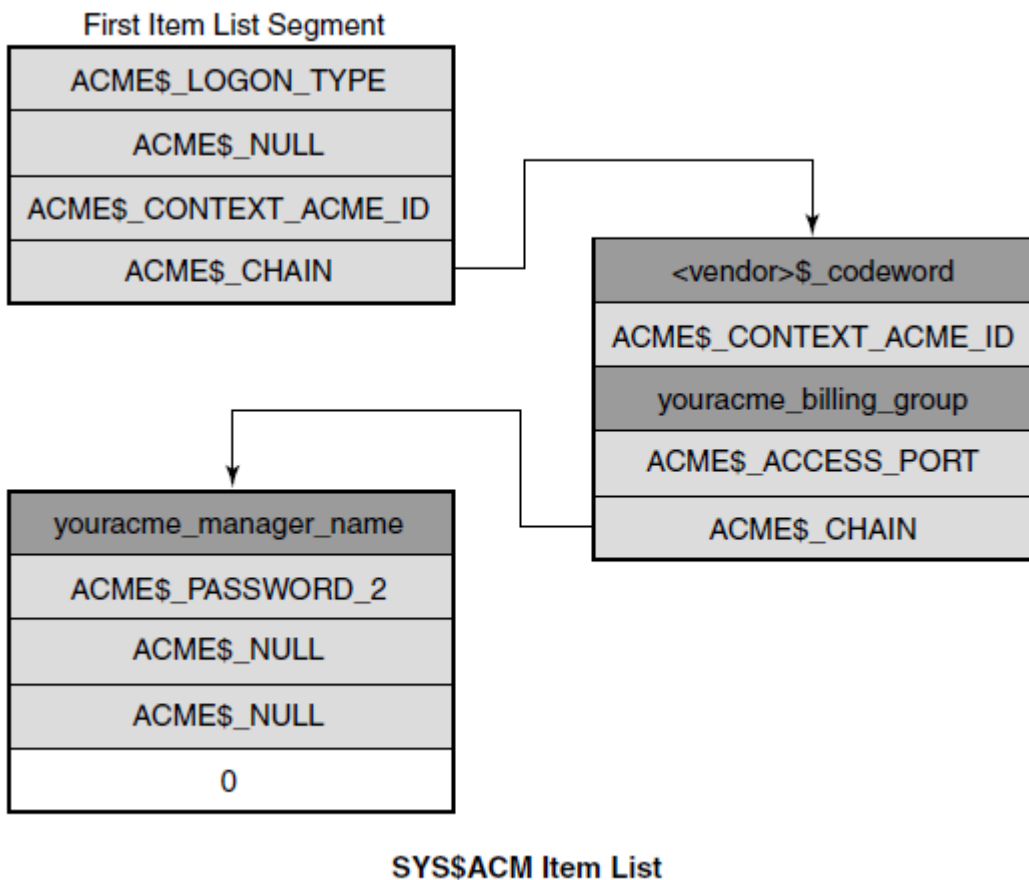 First Item List Segment
ACME$_LOGON_TYPE
ACME$_NULL
ACME$_CONTEXT_ACME_ID
ACME$_CHAIN
<vendor>$_codeword
ACME$_CONTEXT_ACME_ID
youracme_billing_group
ACME$_ACCESS_PORT
ACME$_CHAIN
youracme_manager_name
ACME$_PASSWORD_2
ACME$_NULL
ACME$_NULL
0
SYS$ACM Item List